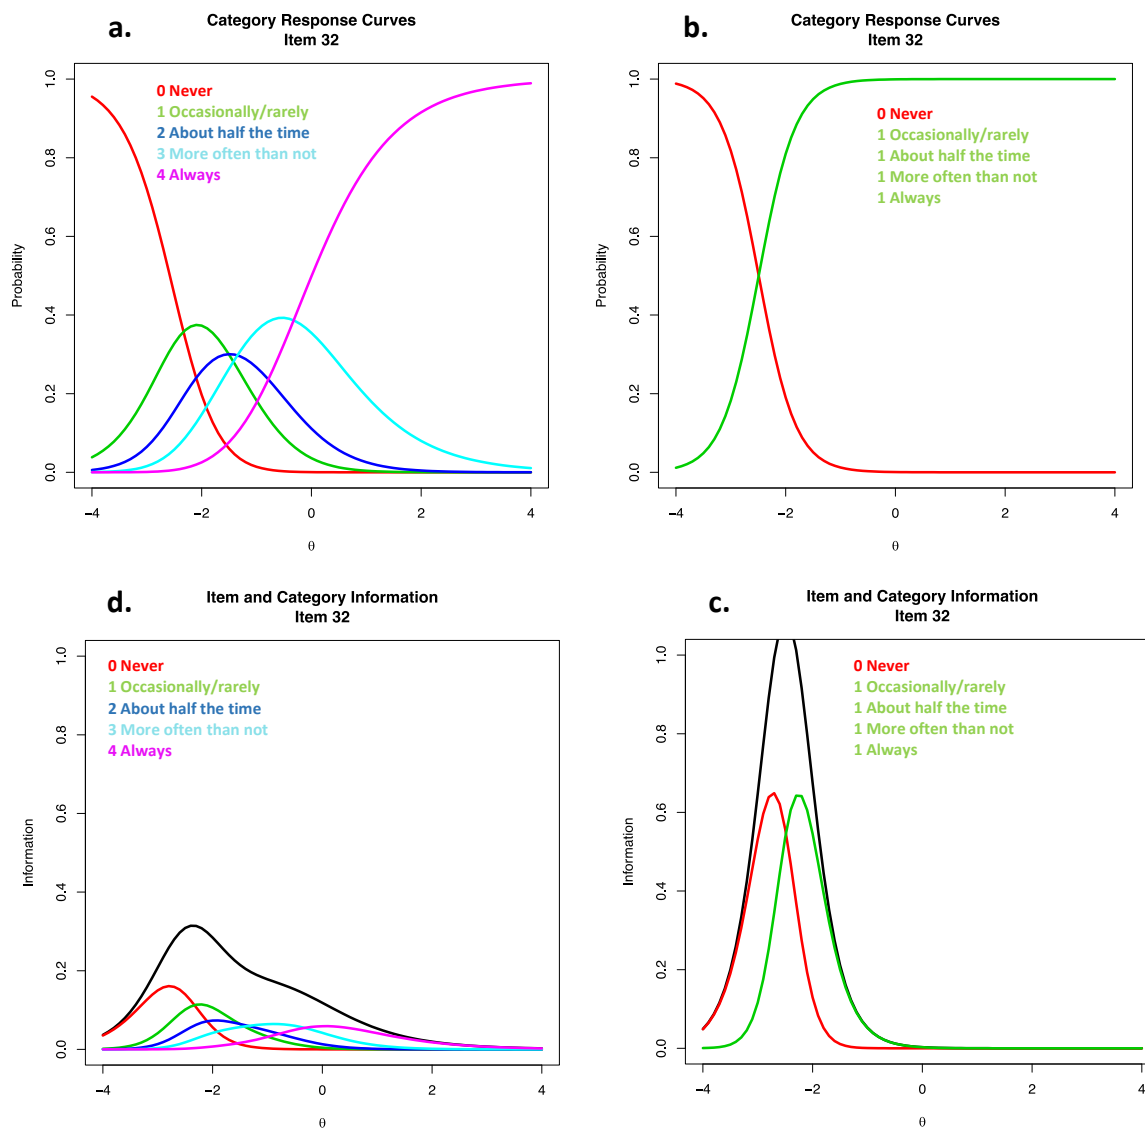 a.
Category Response Curves
Item 32
0 Never
1 Occasionally/rarely
2 About half the time
3 More often than not
4 Always
Probability
0.0
0.2
0.4
0.6
0.8
1.0
−4
−2
0
2
4
θ
b.
Category Response Curves
Item 32
0 Never
1 Occasionally/rarely
1 About half the time
1 More often than not
1 Always
Probability
0.0
0.2
0.4
0.6
0.8
1.0
−4
−2
0
2
4
θ
d.
Item and Category Information
Item 32
0 Never
1 Occasionally/rarely
2 About half the time
3 More often than not
4 Always
Information
0.0
0.2
0.4
0.6
0.8
1.0
−4
−2
0
2
4
θ
c.
Item and Category Information
Item 32
0 Never
1 Occasionally/rarely
1 About half the time
1 More often than not
1 Always
Information
0.0
0.2
0.4
0.6
0.8
1.0
−4
−2
0
2
4
θ